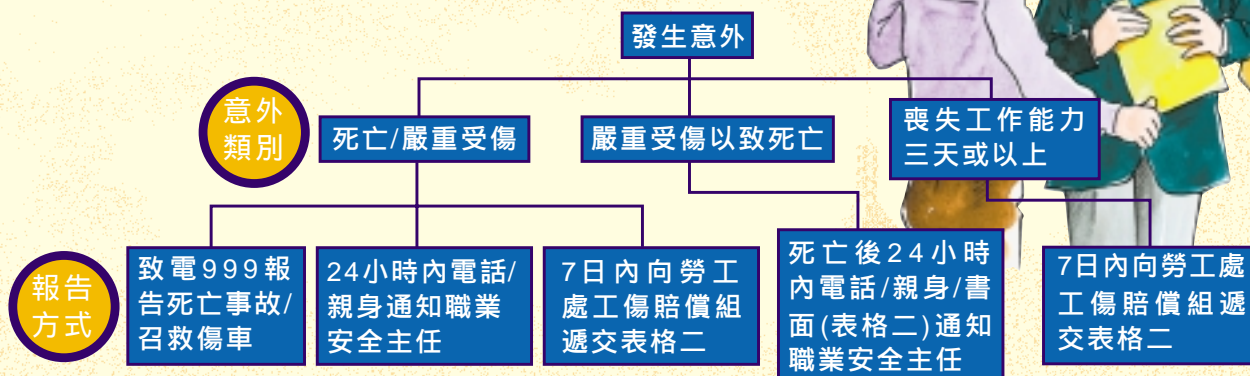 發生意外
意外
類別
死亡/嚴重受傷
嚴重受傷以致死亡
喪失工作能力
三天或以上
報告
方式
致電999報
告死亡事故/
召救傷車
24小時內電話/
親身通知職業
安全主任
7日內向勞工
處工傷賠償組
遞交表格二
死亡後24小時
內電話/親身/書
面(表格二)通知
職業安全主任
7日內向勞工處
工傷賠償組遞
交表格二